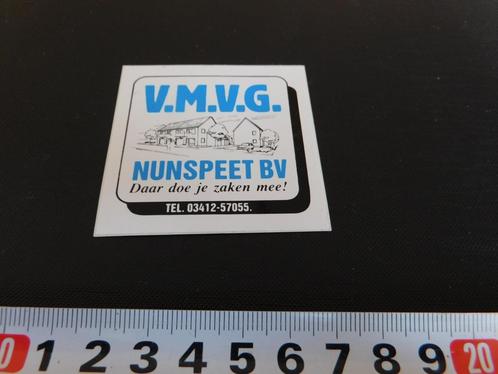 V.M.V.G.
NUNSPEET BV
Daar doe je zaken mee!
TEL. 03412-57055.
0 1 2 3 4 5 6 7 8 9 20